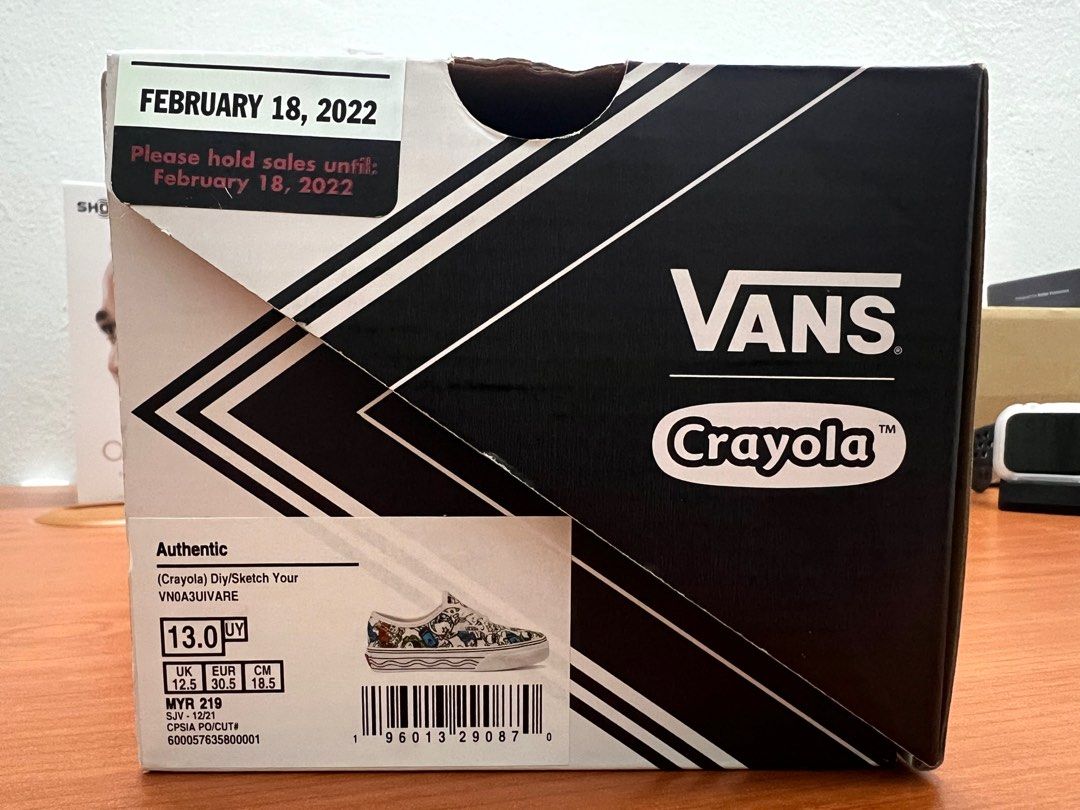 FEBRUARY 18, 2022
Please hold sales until:
February 18, 2022
SHO
VANS®
Crayola™
Authentic
(Crayola) Diy/Sketch Your
VN0A3UIVARE
13.0 UY
UK EUR CM
12.5 30.5 18.5
MYR 219
SJV - 12/21
CPSIA PO/CUT#
600057635800001
1 96013 29087 0